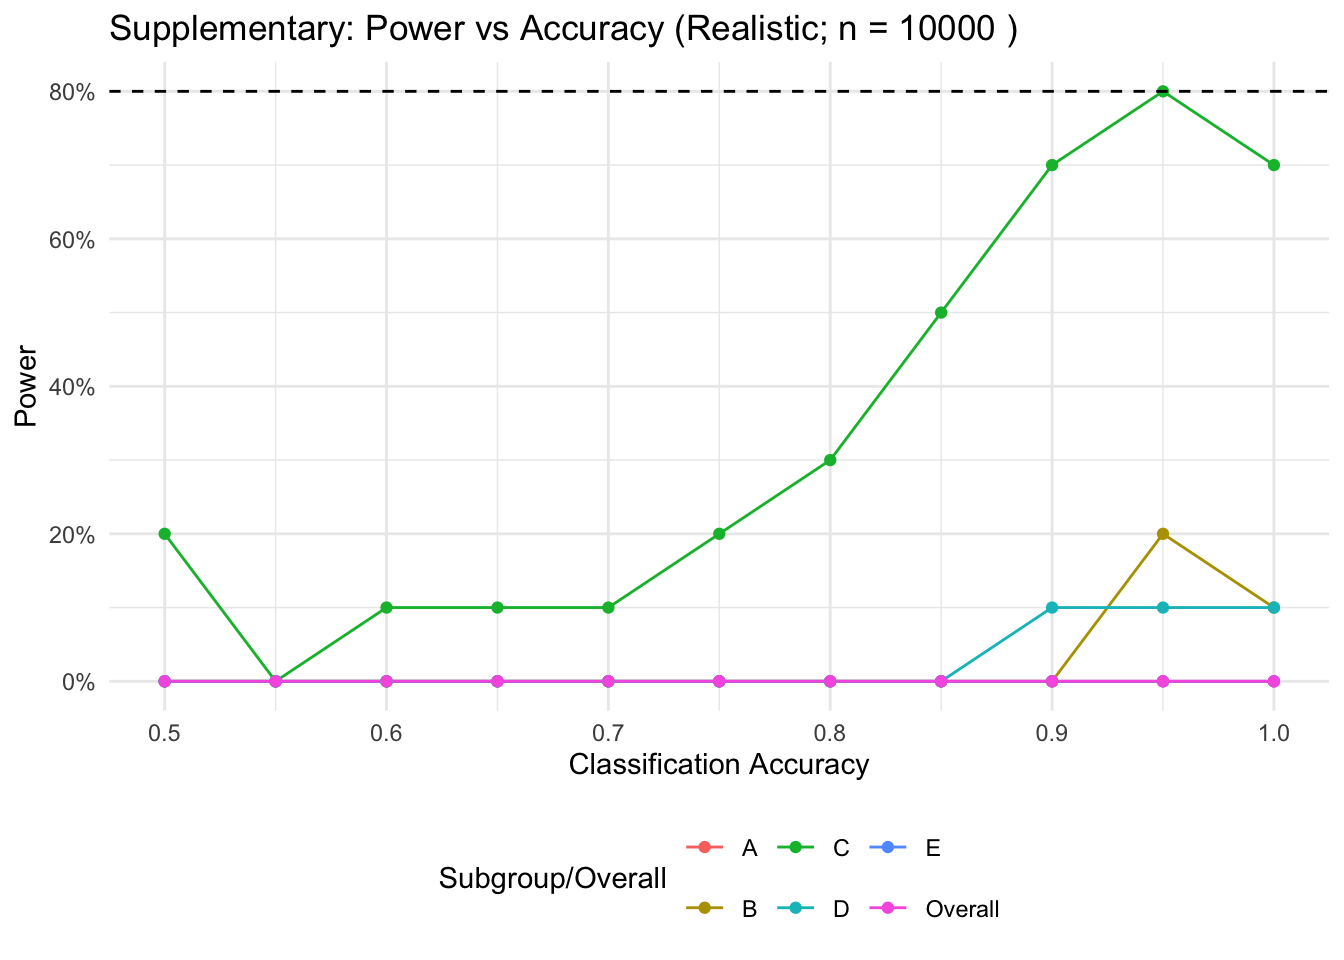 Supplementary: Power vs Accuracy (Realistic; n = 10000 )
80%
60%
40%
20%
0%
Power
0.5 0.6 0.7 0.8 0.9 1.0
Classification Accuracy
Subgroup/Overall
A C E
B D Overall